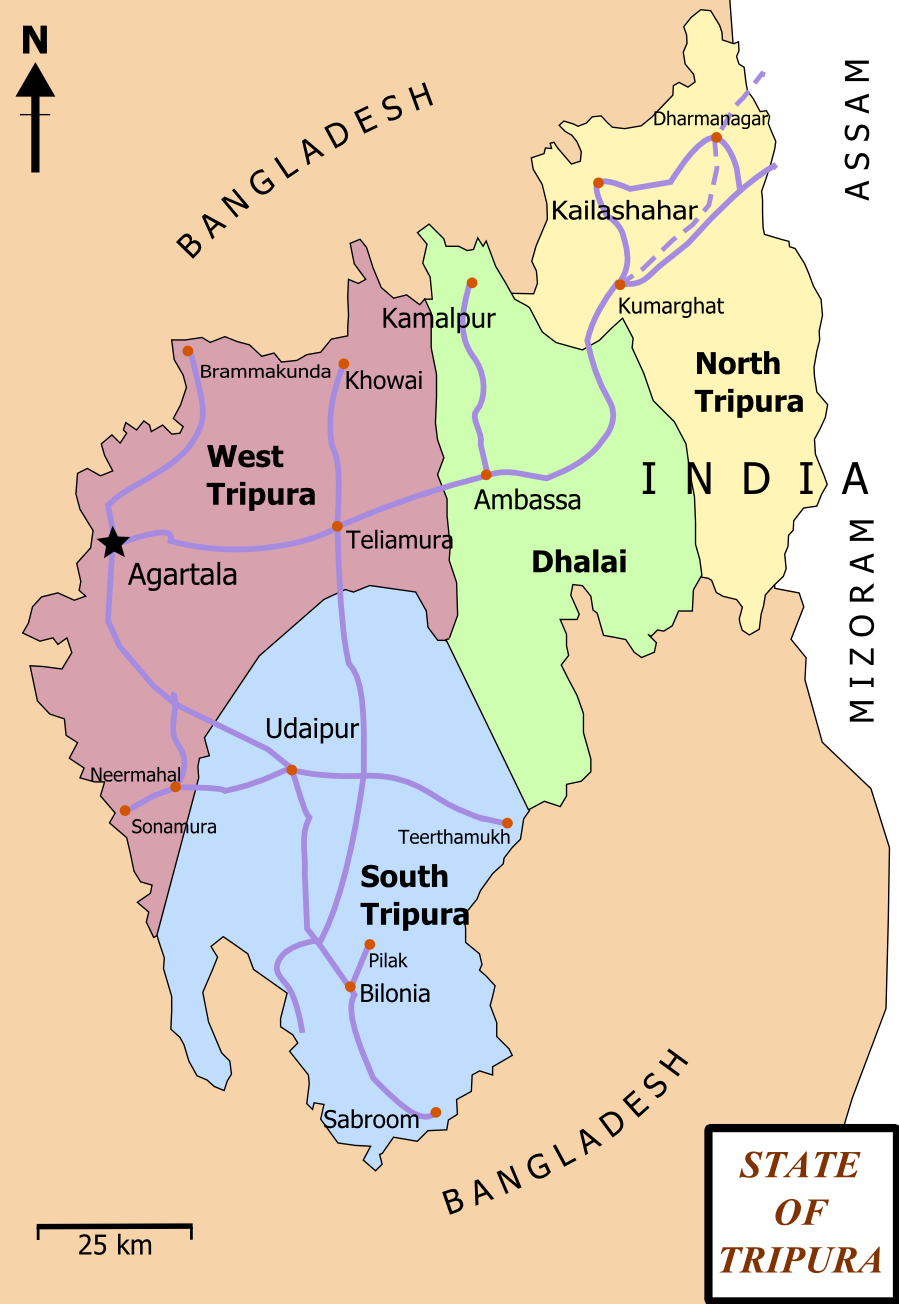 N
BANGLADESH
ASSAM
Dharmanagar
Kailashahar
Kumarghat
Kamalpur
Brammakunda
Khowai
North
Tripura
West
Tripura
INDIA
Ambassa
Teliamura
Dhalai
Agartala
MIZORAM
Udaipur
Neermahal
Sonamura
Teerthamukh
South
Tripura
Pilak
Bilonia
Sabroom
BANGLADESH
STATE
OF
TRIPURA
25 km